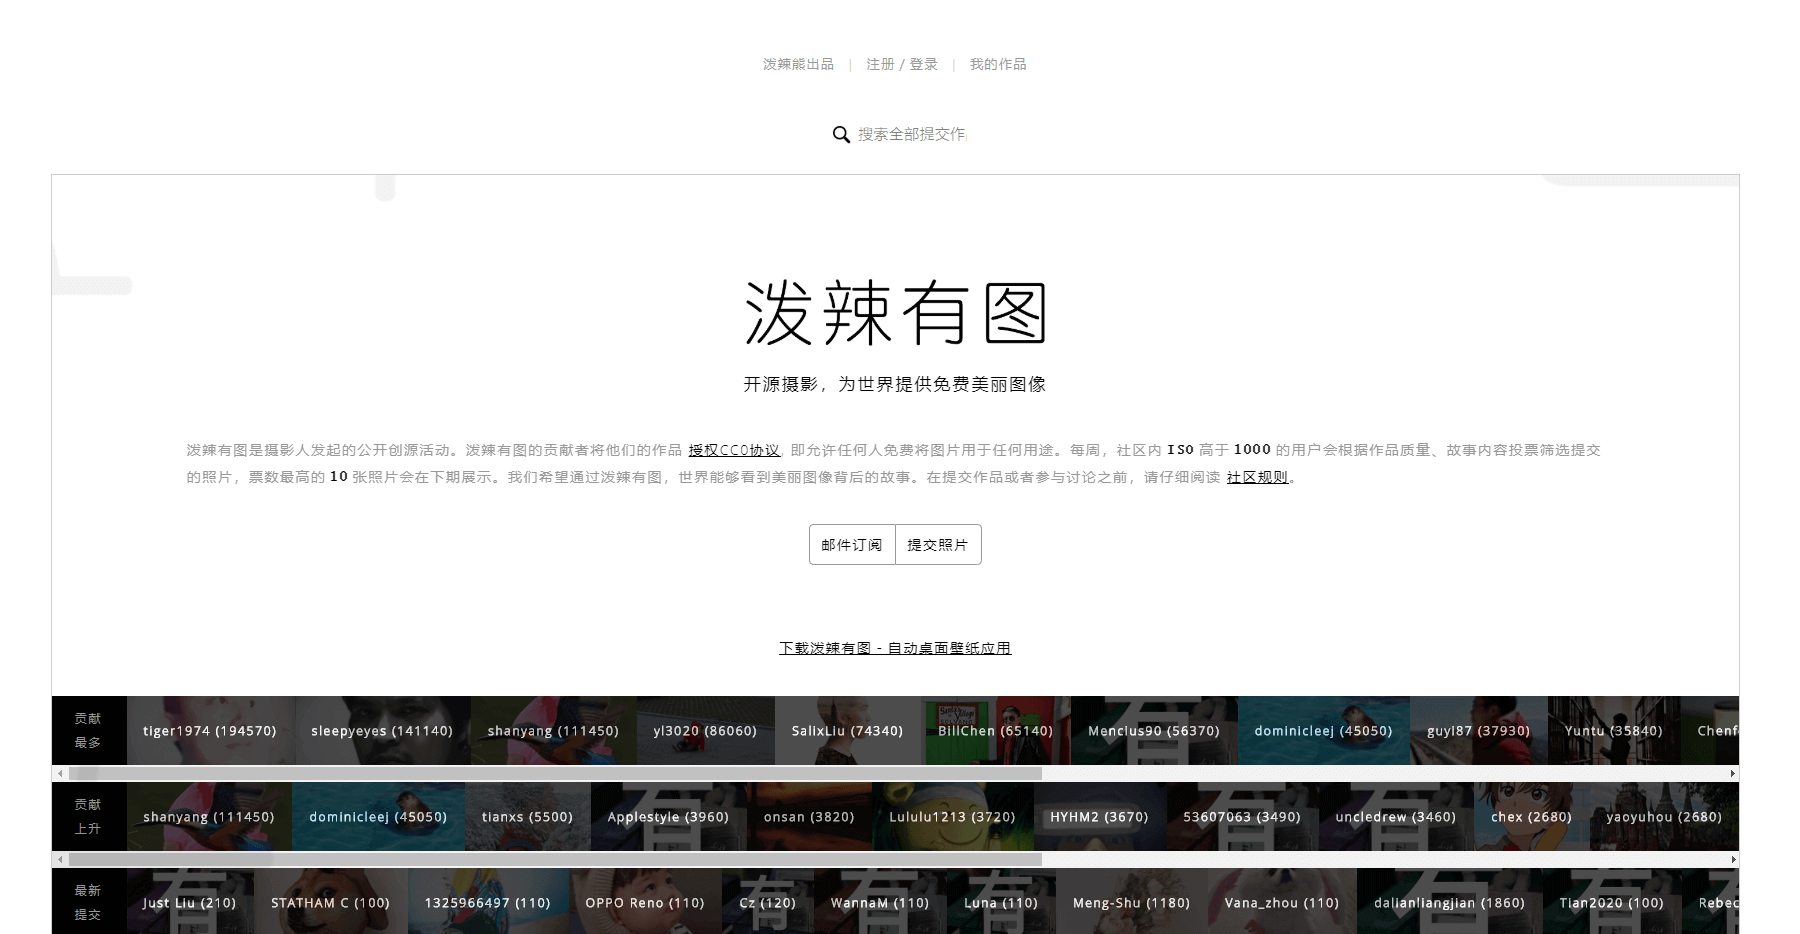 泼辣熊出品 | 注册 / 登录 | 我的作品
搜索全部提交作
泼辣有图
开源摄影，为世界提供免费美丽图像
泼辣有图是摄影人发起的公开创源活动。泼辣有图的贡献者将他们的作品 授权CC0协议, 即允许任何人免费将图片用于任何用途。每周，社区内 ISO 高于 1000 的用户会根据作品质量、故事内容投票筛选提交
的照片，票数最高的 10 张照片会在下期展示。我们希望通过泼辣有图，世界能够看到美丽图像背后的故事。在提交作品或者参与讨论之前，请仔细阅读 社区规则。
邮件订阅 提交照片
下载泼辣有图 - 自动桌面壁纸应用
贡献
最多
tiger1974 (194570) sleepyeyes (141140) shanyang (111450) yl3020 (86060) SalixLiu (74340) BillChen (65140) Mencius90 (56370) dominicleej (45050) guyi87 (37930) Yuntu (35840) Chenf
贡献
上升
shanyang (111450) dominicleej (45050) tianxs (5500) Applestyle (3960) onsan (3820) Lululu1213 (3720) HYHM2 (3670) 53607063 (3490) uncledrew (3460) chex (2680) yaoyuhou (2680)
最新
提交
Just Liu (210) STATHAM C (100) 1325966497 (110) OPPO Reno (110) Cz (120) WannaM (110) Luna (110) Meng-Shu (1180) Vana_zhou (110) dalianliangjian (1860) Tian2020 (100) Rebec